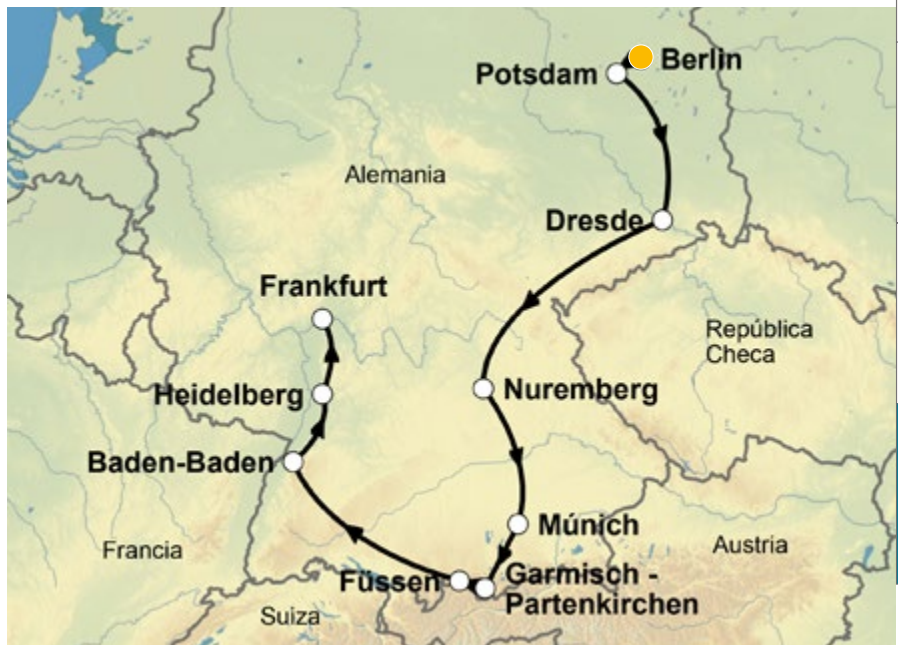 Berlin
Potsdam
Alemania
Dresde
Frankfurt
República
Checa
Heidelberg
Nuremberg
Baden-Baden
Múnich
Francia
Austria
Füssen
Garmisch -
Partenkirchen
Suiza